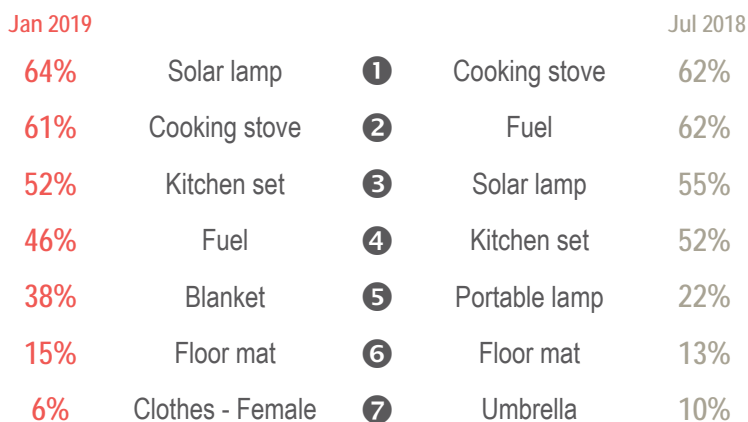 Jan 2019 Jul 2018
64% Solar lamp ❶ Cooking stove 62%
61% Cooking stove ❷ Fuel 62%
52% Kitchen set ❸ Solar lamp 55%
46% Fuel ❹ Kitchen set 52%
38% Blanket ❺ Portable lamp 22%
15% Floor mat ❻ Floor mat 13%
6% Clothes - Female ❼ Umbrella 10%